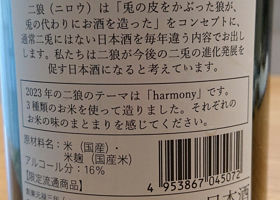 二狼(ニロウ)は「兎の皮をかぶった狼が、
兎の代わりにお酒を造った」をコンセプトに、
通常二兎にはない日本酒を毎年違う内容でお出し
します。私たちは二狼が今後の二兎の進化発展を
促す日本酒になると考えています。
2023年の二狼のテーマは「harmony」です。
3種類のお米を使って造りました。それぞれの
お米の味のまとまりを感じてください。
原材料名:米(国産)・
米麹(国産米)
アルコール分:16%
【限定流通商品】
4 953867 045072
日本酒